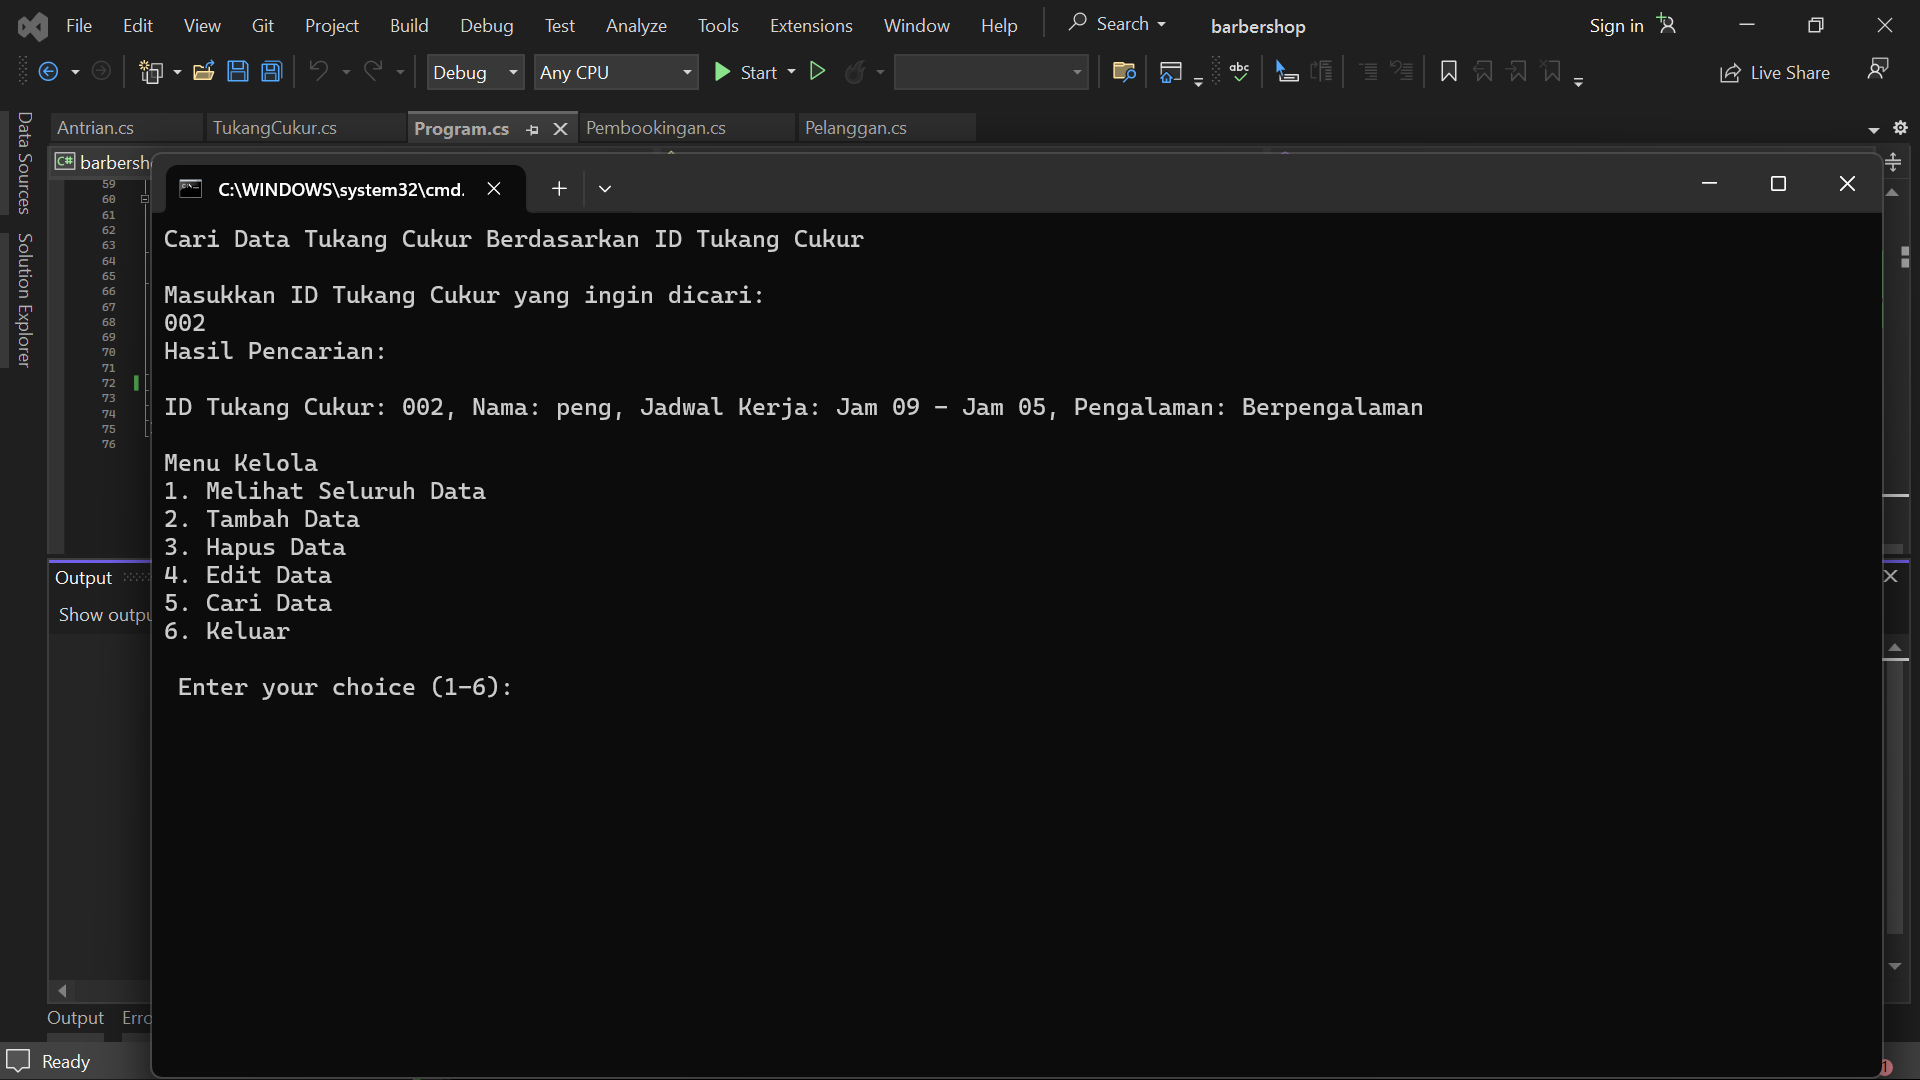 File Edit View Git Project Build Debug Test Analyze Tools Extensions Window Help Search barbershop Sign in
Debug Any CPU Start abc Live Share
Antrian.cs TukangCukur.cs Program.cs Pembookingan.cs Pelanggan.cs
Data Sources
Solution Explorer
C# barbersh
C:\WINDOWS\system32\cmd.
59
60
61
62
63
64
65
66
67
68
69
70
71
72
73
74
75
76
Cari Data Tukang Cukur Berdasarkan ID Tukang Cukur
Masukkan ID Tukang Cukur yang ingin dicari:
002
Hasil Pencarian:
ID Tukang Cukur: 002, Nama: peng, Jadwal Kerja: Jam 09 - Jam 05, Pengalaman: Berpengalaman
Menu Kelola
1. Melihat Seluruh Data
2. Tambah Data
3. Hapus Data
4. Edit Data
5. Cari Data
6. Keluar
Enter your choice (1-6):
Output
Show outpu
Output Erro
Ready
1